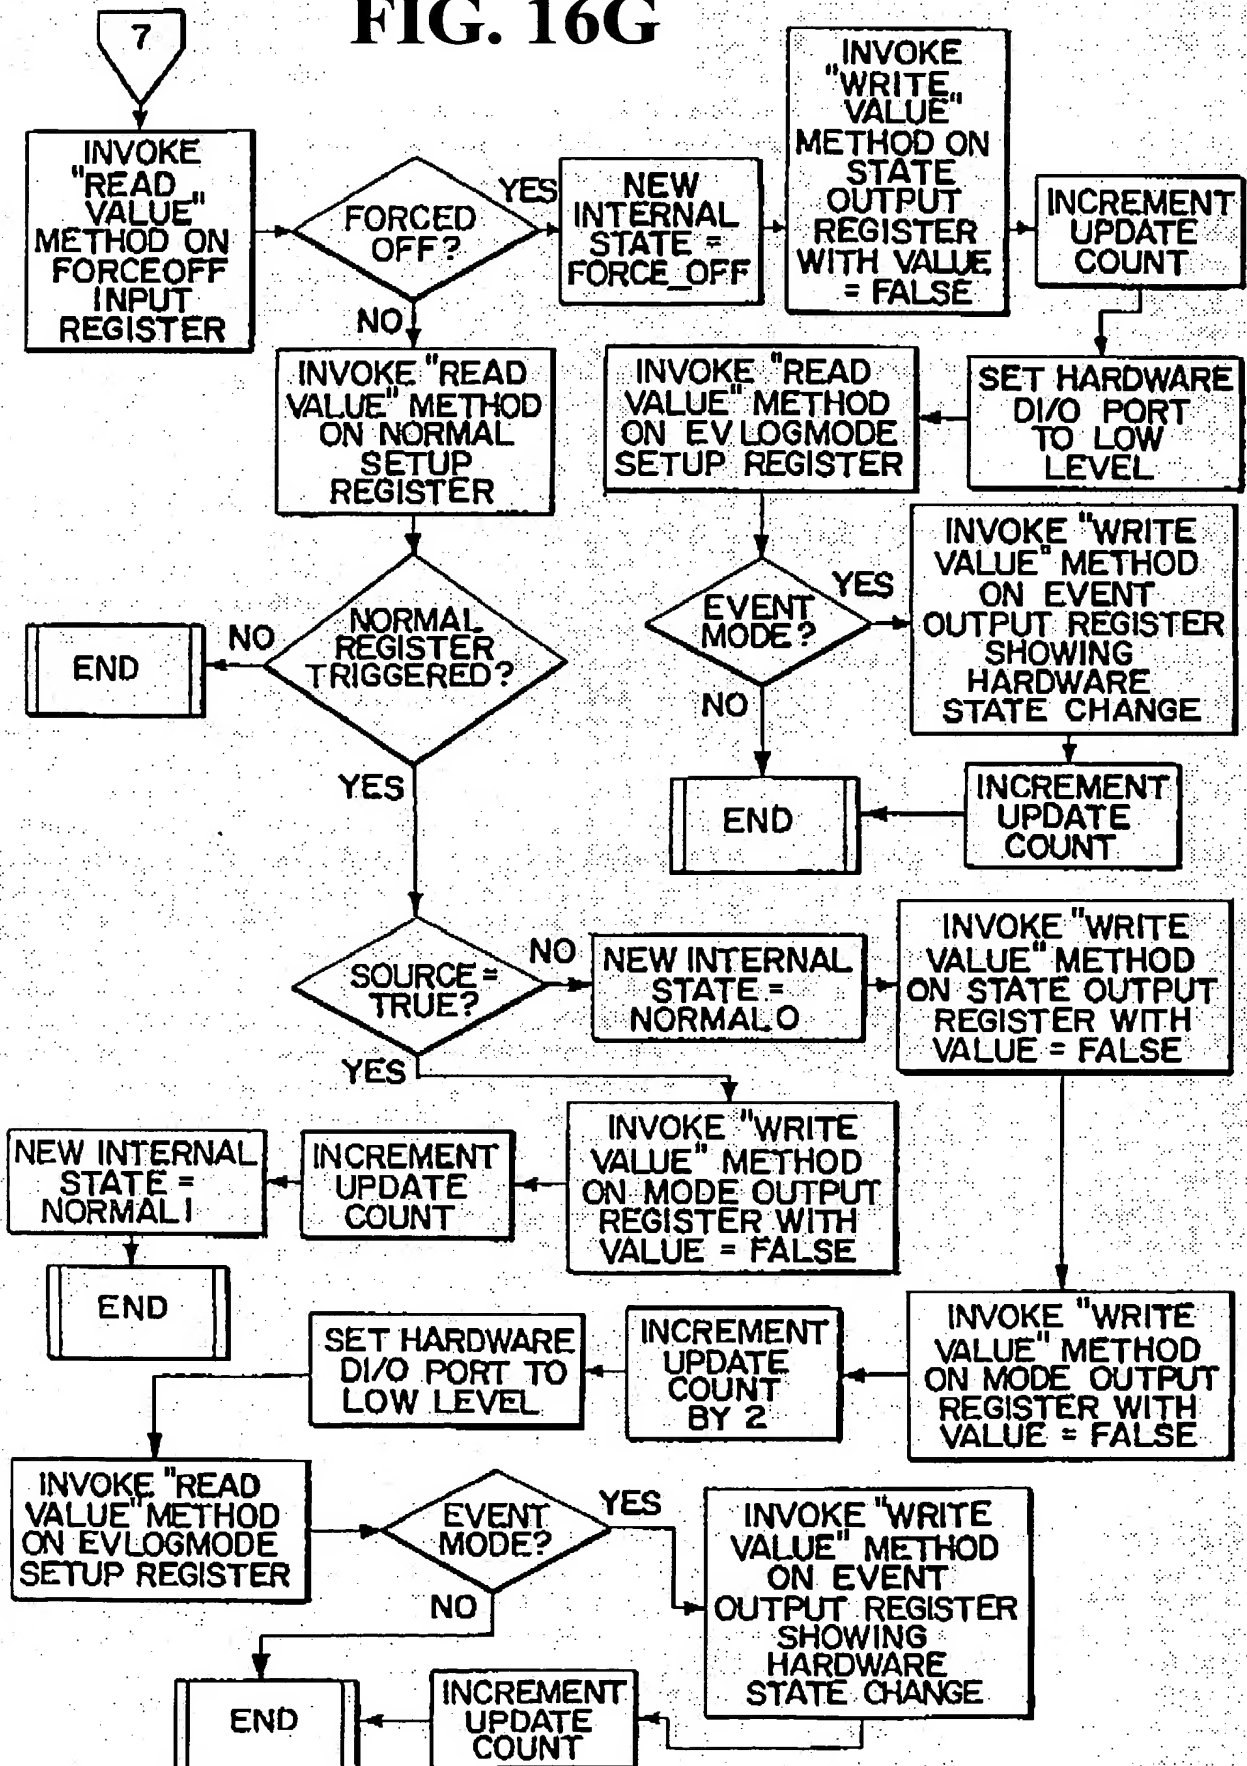 FIG. 16G
7
INVOKE
"READ
VALUE"
METHOD ON
FORCEOFF
INPUT
REGISTER
FORCED
OFF?
YES
NO
NEW
INTERNAL
STATE =
FORCE_OFF
INVOKE
"WRITE
VALUE"
METHOD ON
STATE
OUTPUT
REGISTER
WITH VALUE
= FALSE
INCREMENT
UPDATE
COUNT
SET HARDWARE
DI/O PORT
TO LOW
LEVEL
INVOKE "READ
VALUE" METHOD
ON EVLOGMODE
SETUP REGISTER
INVOKE "READ
VALUE" METHOD
ON NORMAL
SETUP
REGISTER
EVENT
MODE?
YES
NO
INVOKE "WRITE
VALUE" METHOD
ON EVENT
OUTPUT REGISTER
SHOWING
HARDWARE
STATE CHANGE
NORMAL
REGISTER
TRIGGERED?
NO
END
YES
INCREMENT
UPDATE
COUNT
END
SOURCE =
TRUE?
NO
NEW INTERNAL
STATE =
NORMAL0
INVOKE "WRITE
VALUE" METHOD
ON STATE OUTPUT
REGISTER WITH
VALUE = FALSE
YES
INVOKE "WRITE
VALUE" METHOD
ON MODE OUTPUT
REGISTER WITH
VALUE = FALSE
INCREMENT
UPDATE
COUNT
NEW INTERNAL
STATE =
NORMAL1
END
INVOKE "WRITE
VALUE" METHOD
ON MODE OUTPUT
REGISTER WITH
VALUE = FALSE
INCREMENT
UPDATE
COUNT
BY 2
SET HARDWARE
DI/O PORT TO
LOW LEVEL
INVOKE "READ
VALUE" METHOD
ON EVLOGMODE
SETUP REGISTER
EVENT
MODE?
YES
NO
INVOKE "WRITE
VALUE" METHOD
ON EVENT
OUTPUT REGISTER
SHOWING
HARDWARE
STATE CHANGE
INCREMENT
UPDATE
COUNT
END